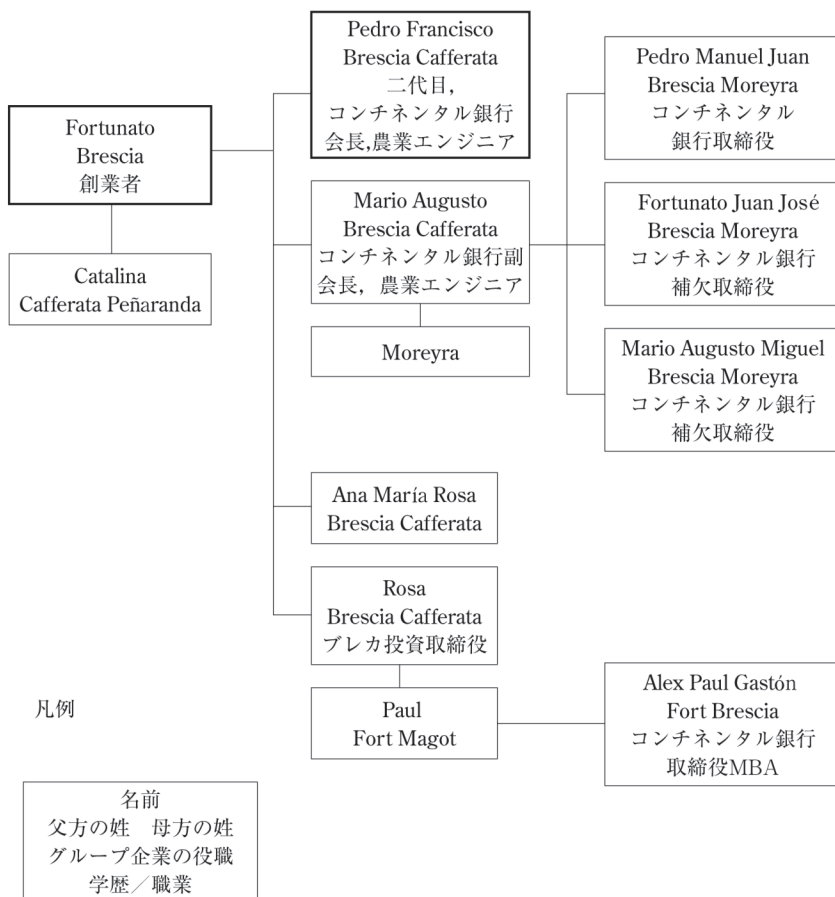 Fortunato
Brescia
創業者
Catalina
Cafferata Peñaranda
Pedro Francisco
Brescia Cafferata
二代目，
コンチネンタル銀行
会長,農業エンジニア
Mario Augusto
Brescia Cafferata
コンチネンタル銀行副
会長，農業エンジニア
Moreyra
Ana María Rosa
Brescia Cafferata
Rosa
Brescia Cafferata
ブレカ投資取締役
Paul
Fort Magot
Pedro Manuel Juan
Brescia Moreyra
コンチネンタル
銀行取締役
Fortunato Juan José
Brescia Moreyra
コンチネンタル銀行
補欠取締役
Mario Augusto Miguel
Brescia Moreyra
コンチネンタル銀行
補欠取締役
Alex Paul Gastón
Fort Brescia
コンチネンタル銀行
取締役MBA
凡例
名前
父方の姓　母方の姓
グループ企業の役職
学歴／職業